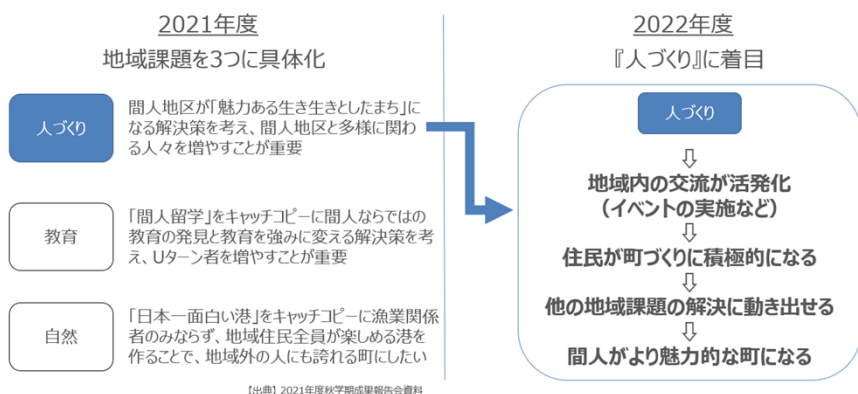 2021年度
地域課題を3つに具体化
人づくり
間人地区が「魅力ある生き生きとしたまち」に
なる解決策を考え、間人地区と多様に関わ
る人々を増やすことが重要
教育
「間人留学」をキャッチコピーに間人ならではの
教育の発見と教育を強みに変える解決策を考
え、Uターン者を増やすことが重要
自然
「日本一面白い港」をキャッチコピーに漁業関係
者のみならず、地域住民全員が楽しめる港を
作ることで、地域外の人にも誇れる町にしたい
【出典】2021年度秋学期成果報告会資料
2022年度
『人づくり』に着目
人づくり
⇩
地域内の交流が活発化
（イベントの実施など）
⇩
住民が町づくりに積極的になる
⇩
他の地域課題の解決に動き出せる
⇩
間人がより魅力的な町になる